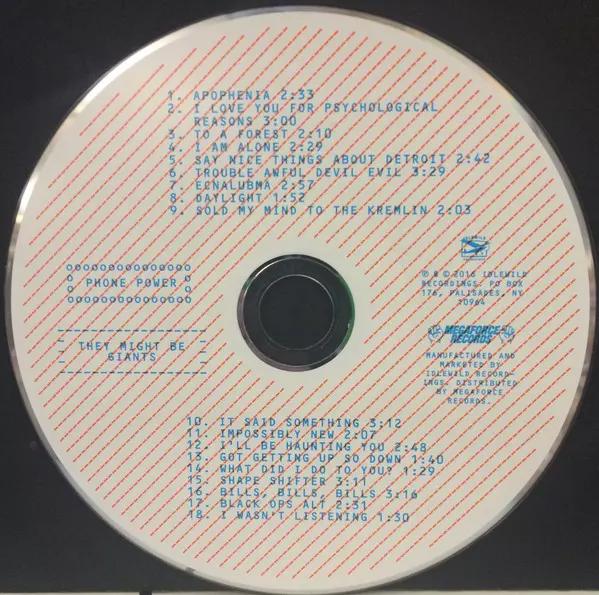 1. APOPHENIA 2:33
2. I LOVE YOU FOR PSYCHOLOGICAL
REASONS 3:00
3. TO A FOREST 2:10
4. I AM ALONE 2:29
5. SAY NICE THINGS ABOUT DETROIT 2:42
6. TROUBLE AWFUL DEVIL EVIL 3:29
7. ECNALUBMA 2:57
8. DAYLIGHT 1:52
9. SOLD MY MIND TO THE KREMLIN 2:03
PHONE POWER
THEY MIGHT BE
GIANTS
℗ & © 2016 IDLEWILD
RECORDINGS: PO BOX
176, PALISADES, NY
10964
MEGAFORCE
RECORDS
MANUFACTURED AND
MARKETED BY
IDLEWILD RECORD-
INGS. DISTRIBUTED
BY MEGAFORCE
RECORDS.
10. IT SAID SOMETHING 3:12
11. IMPOSSIBLY NEW 2:07
12. I'LL BE HAUNTING YOU 2:48
13. GOT GETTING UP SO DOWN 1:40
14. WHAT DID I DO TO YOU? 1:29
15. SHAPE SHIFTER 3:11
16. BILLS, BILLS, BILLS 3:16
17. BLACK OPS ALT 2:31
18. I WASN'T LISTENING 1:30